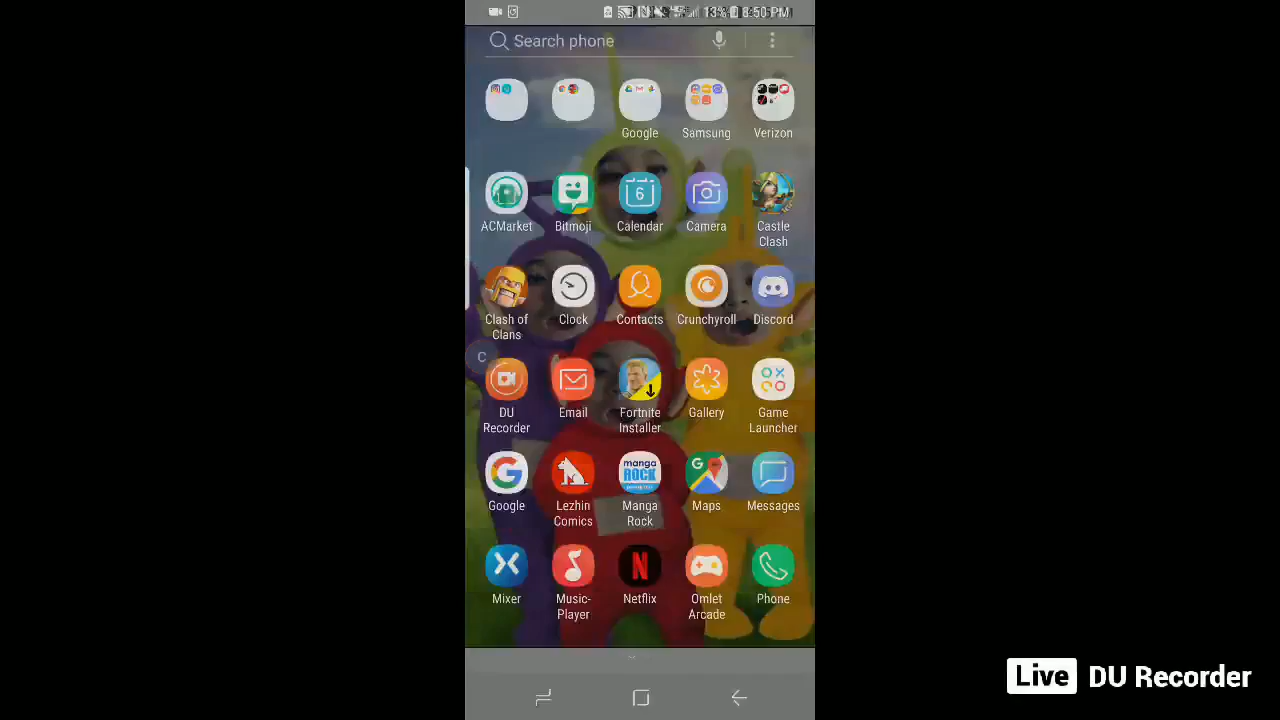 13% 8:50 PM
Search phone
Google Samsung Verizon
6
ACMarket Bitmoji Calendar Camera Castle
Clash
Clash of Clock Contacts Crunchyroll Discord
Clans
C
DU Email Fortnite Gallery Game
Recorder Installer Launcher
manga
ROCK
G
Google Lezhin Manga Maps Messages
Comics Rock
N
Mixer Music- Netflix Omlet Phone
Player Arcade
Live DU Recorder